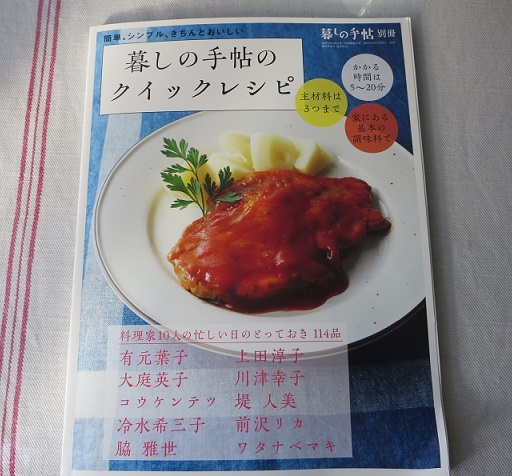 簡単、シンプル、きちんとおいしい
暮しの手帖 別冊
暮しの手帖の
クイックレシピ
かかる
時間は
5〜20分
主材料は
3つまで
家にある
基本の
調味料で
料理家10人の忙しい日のとっておき 114品
有元葉子 上田淳子
大庭英子 川津幸子
コウケンテツ 堤 人美
冷水希三子 前沢リカ
脇 雅世 ワタナベマキ